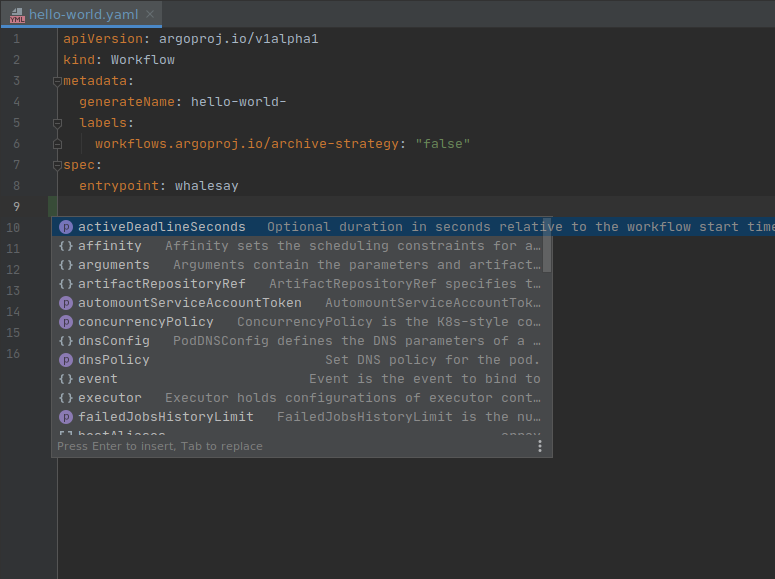 YML hello-world.yaml ×
1 apiVersion: argoproj.io/v1alpha1
2 kind: Workflow
3 metadata:
4 generateName: hello-world-
5 labels:
6 workflows.argoproj.io/archive-strategy: "false"
7 spec:
8 entrypoint: whalesay
9
10 p activeDeadlineSeconds Optional duration in seconds relative to the workflow start time
{} affinity Affinity sets the scheduling constraints for a…
11 {} arguments Arguments contain the parameters and artifact…
12 {} artifactRepositoryRef ArtifactRepositoryRef specifies t…
13 p automountServiceAccountToken AutomountServiceAccountTok…
14 p concurrencyPolicy ConcurrencyPolicy is the K8s-style co…
15 {} dnsConfig PodDNSConfig defines the DNS parameters of a …
16 p dnsPolicy Set DNS policy for the pod.
{} event Event is the event to bind to
{} executor Executor holds configurations of executor cont…
p failedJobsHistoryLimit FailedJobsHistoryLimit is the nu…
[] hostAliases array
Press Enter to insert, Tab to replace